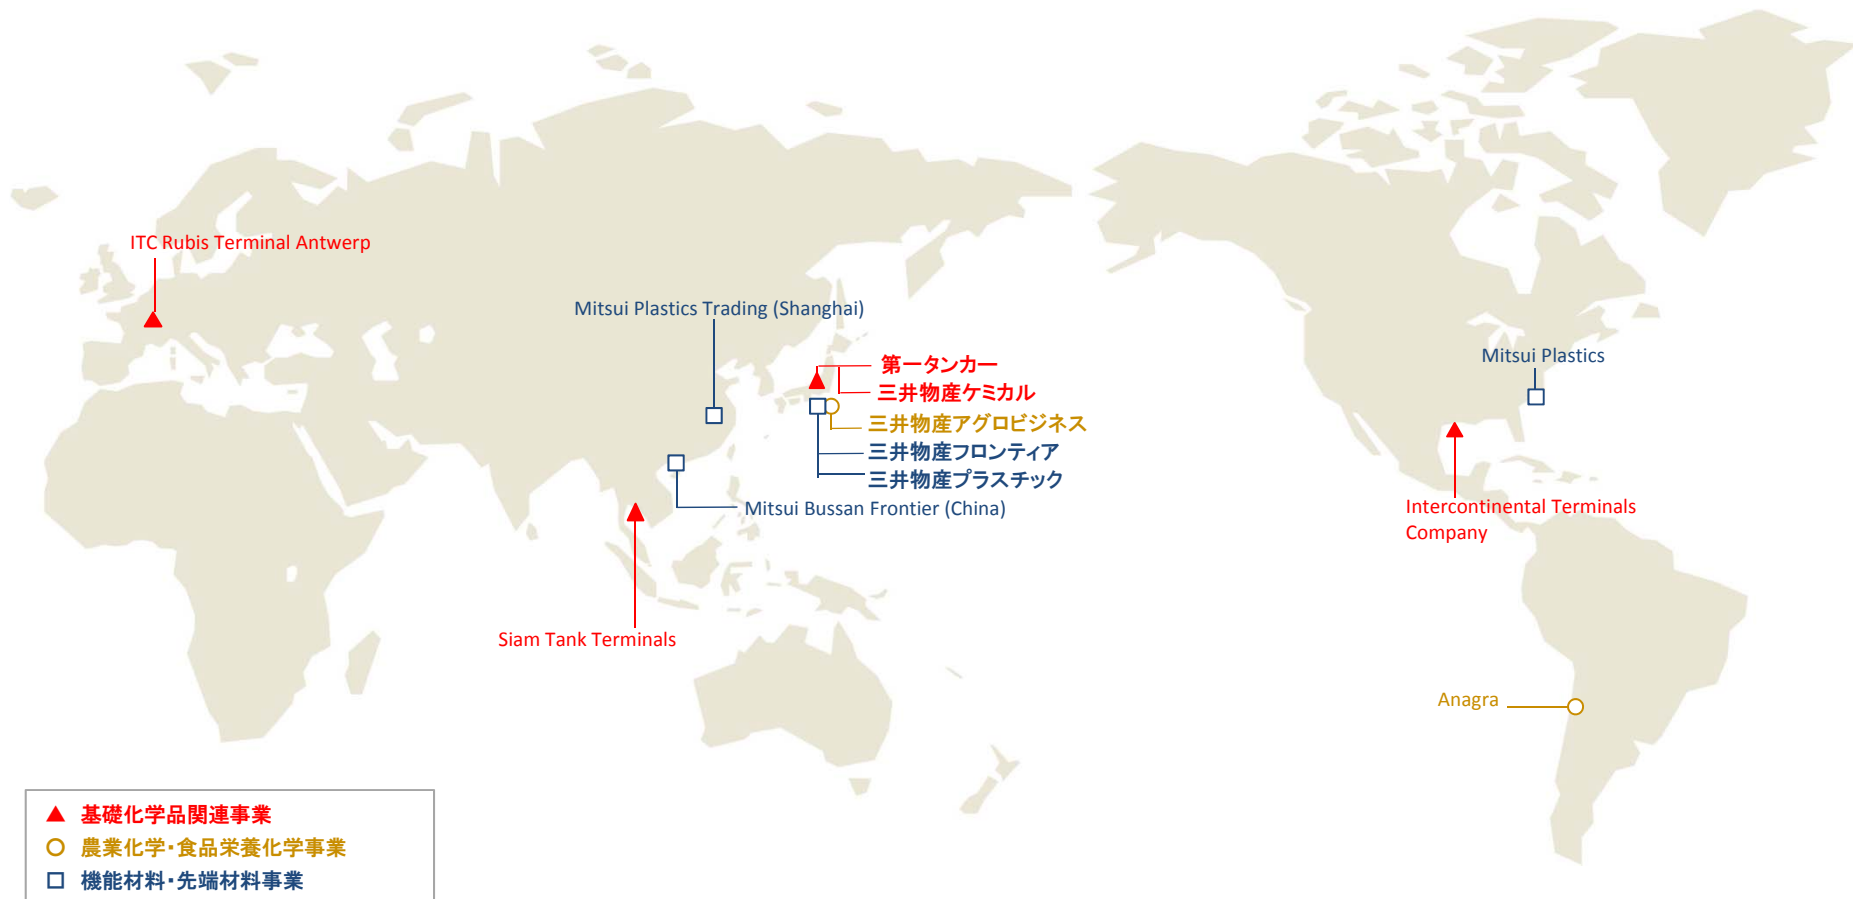 ITC Rubis Terminal Antwerp
Mitsui Plastics Trading (Shanghai)
第一タンカー
三井物産ケミカル
三井物産アグロビジネス
三井物産フロンティア
三井物産プラスチック
Mitsui Bussan Frontier (China)
Siam Tank Terminals
Mitsui Plastics
Intercontinental Terminals
Company
Anagra
基礎化学品関連事業
農業化学・食品栄養化学事業
機能材料・先端材料事業